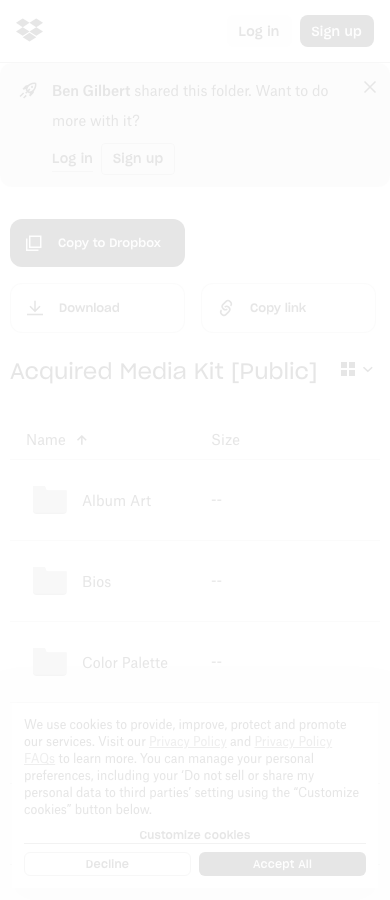 Log in
Sign up
Ben Gilbert shared this folder. Want to do
more with it?
Log in
Sign up
Copy to Dropbox
Download
Copy link
Acquired Media Kit [Public]
Name
Size
Album Art
--
Bios
--
Color Palette
--
We use cookies to provide, improve, protect and promote
our services. Visit our Privacy Policy and Privacy Policy
FAQs to learn more. You can manage your personal
preferences, including your ‘Do not sell or share my
personal data to third parties’ setting using the “Customize
cookies” button below.
Customize cookies
Decline
Accept All